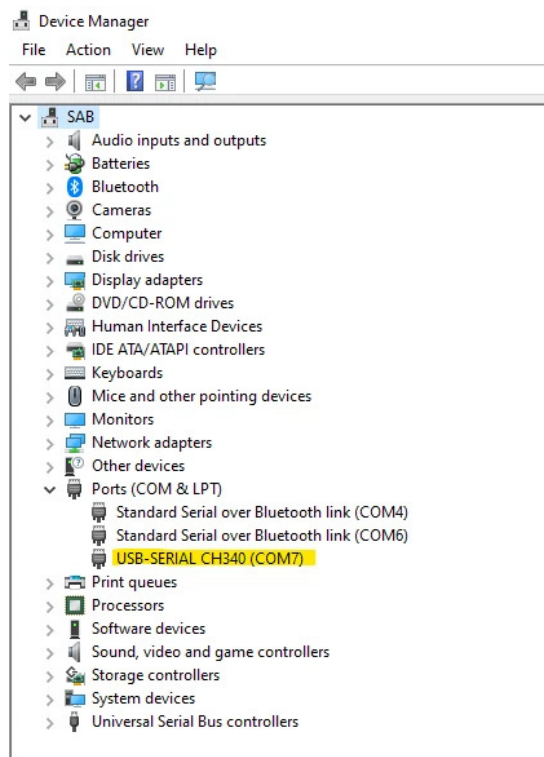 Device Manager
File Action View Help
SAB
Audio inputs and outputs
Batteries
Bluetooth
Cameras
Computer
Disk drives
Display adapters
DVD/CD-ROM drives
Human Interface Devices
IDE ATA/ATAPI controllers
Keyboards
Mice and other pointing devices
Monitors
Network adapters
Other devices
Ports (COM & LPT)
Standard Serial over Bluetooth link (COM4)
Standard Serial over Bluetooth link (COM6)
USB-SERIAL CH340 (COM7)
Print queues
Processors
Software devices
Sound, video and game controllers
Storage controllers
System devices
Universal Serial Bus controllers